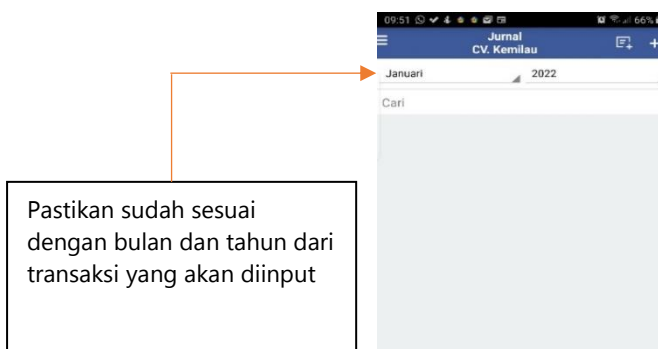 09:51 66%
Jurnal
CV. Kemilau
Januari 2022
Cari
Pastikan sudah sesuai
dengan bulan dan tahun dari
transaksi yang akan diinput